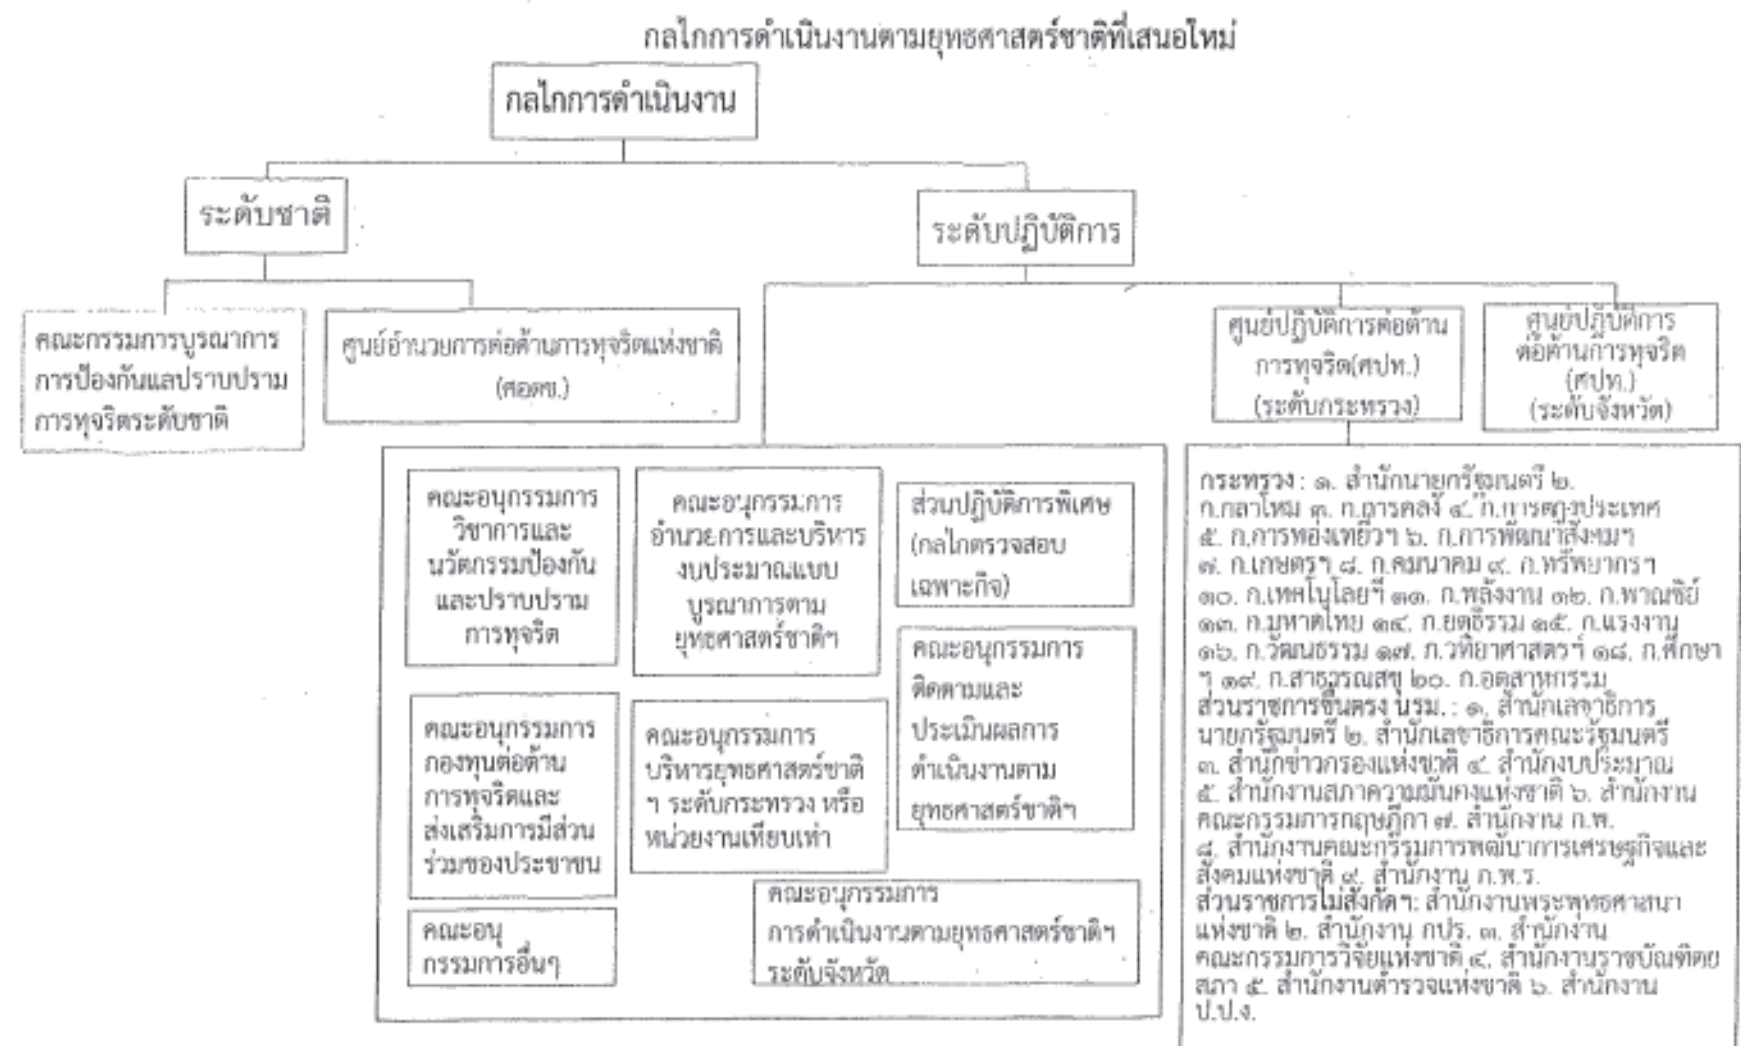 กลไกการดำเนินงานตามยุทธศาสตร์ชาติที่เสนอใหม่
กลไกการดำเนินงาน
ระดับชาติ
ระดับปฏิบัติการ
คณะกรรมการบูรณาการ
การป้องกันแลปราบปราม
การทุจริตระดับชาติ
ศูนย์อำนวยการต่อต้านการทุจริตแห่งชาติ
(ศอตช.)
ศูนย์ปฏิบัติการต่อต้าน
การทุจริต(ศปท.)
(ระดับกระทรวง)
ศูนย์ปฏิบัติการ
ต่อต้านการทุจริต
(ศปท.)
(ระดับจังหวัด)
คณะอนุกรรมการ
วิชาการและ
นวัตกรรมป้องกัน
และปราบปราม
การทุจริต
คณะอนุกรรมการ
อำนวยการและบริหาร
งบประมาณแบบ
บูรณาการตาม
ยุทธศาสตร์ชาติฯ
ส่วนปฏิบัติการพิเศษ
(กลไกตรวจสอบ
เฉพาะกิจ)
คณะอนุกรรมการ
ติดตามและ
ประเมินผลการ
ดำเนินงานตาม
ยุทธศาสตร์ชาติฯ
คณะอนุกรรมการ
กองทุนต่อต้าน
การทุจริตและ
ส่งเสริมการมีส่วน
ร่วมของประชาชน
คณะอนุกรรมการ
บริหารยุทธศาสตร์ชาติ
ฯ ระดับกระทรวง หรือ
หน่วยงานเทียบเท่า
คณะอนุ
กรรมการอื่นๆ
คณะอนุกรรมการ
การดำเนินงานตามยุทธศาสตร์ชาติฯ
ระดับจังหวัด
กระทรวง : ๑. สำนักนายกรัฐมนตรี ๒.
ก.กลาโหม ๓. ก.การคลัง ๔. ก.การต่างประเทศ
๕. ก.การท่องเที่ยวฯ ๖. ก.การพัฒนาสังคมฯ
๗. ก.เกษตรฯ ๘. ก.คมนาคม ๙. ก.ทรัพยากรฯ
๑๐. ก.เทคโนโลยีฯ ๑๑. ก.พลังงาน ๑๒. ก.พาณิชย์
๑๓. ก.มหาดไทย ๑๔. ก.ยุติธรรม ๑๕. ก.แรงงาน
๑๖. ก.วัฒนธรรม ๑๗. ก.วิทยาศาสตร์ฯ ๑๘. ก.ศึกษา
ฯ ๑๙. ก.สาธารณสุข ๒๐. ก.อุตสาหกรรม
ส่วนราชการขึ้นตรง นรม. : ๑. สำนักเลขาธิการ
นายกรัฐมนตรี ๒. สำนักเลขาธิการคณะรัฐมนตรี
๓. สำนักข่าวกรองแห่งชาติ ๔. สำนักงบประมาณ
๕. สำนักงานสภาความมั่นคงแห่งชาติ ๖. สำนักงาน
คณะกรรมการกฤษฎีกา ๗. สำนักงาน ก.พ.
๘. สำนักงานคณะกรรมการพัฒนาการเศรษฐกิจและ
สังคมแห่งชาติ ๙. สำนักงาน ก.พ.ร.
ส่วนราชการไม่สังกัดฯ: สำนักงานพระพุทธศาสนา
แห่งชาติ ๒. สำนักงาน กปร. ๓. สำนักงาน
คณะกรรมการวิจัยแห่งชาติ ๔. สำนักงานราชบัณฑิตย
สภา ๕. สำนักงานตำรวจแห่งชาติ ๖. สำนักงาน
ป.ป.ง.